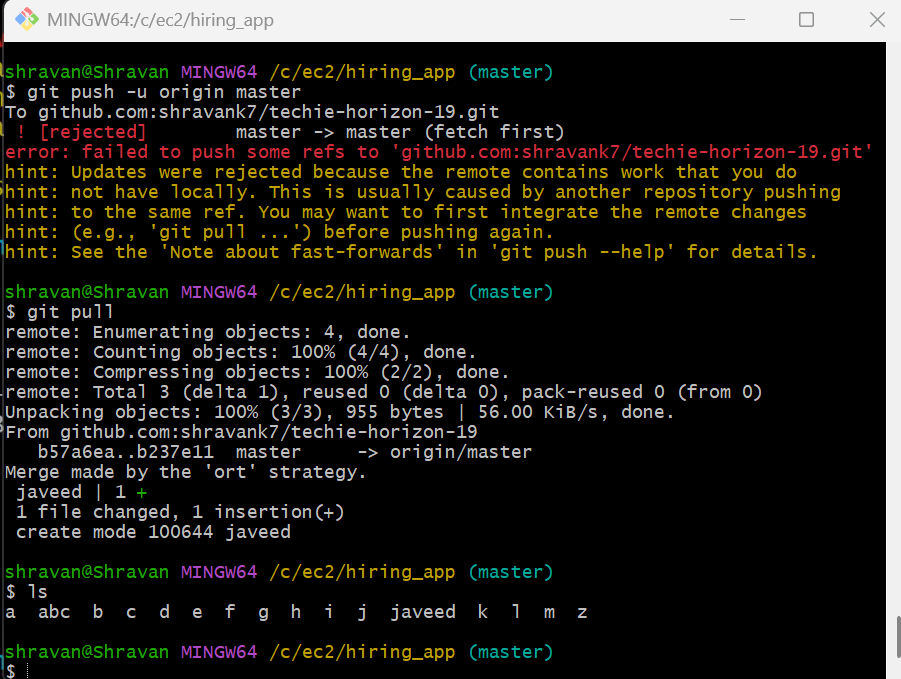 MINGW64:/c/ec2/hiring_app
shravan@Shravan MINGW64 /c/ec2/hiring_app (master)
$ git push -u origin master
To github.com:shravank7/techie-horizon-19.git
 ! [rejected]        master -> master (fetch first)
error: failed to push some refs to 'github.com:shravank7/techie-horizon-19.git'
hint: Updates were rejected because the remote contains work that you do
hint: not have locally. This is usually caused by another repository pushing
hint: to the same ref. You may want to first integrate the remote changes
hint: (e.g., 'git pull ...') before pushing again.
hint: See the 'Note about fast-forwards' in 'git push --help' for details.
shravan@Shravan MINGW64 /c/ec2/hiring_app (master)
$ git pull
remote: Enumerating objects: 4, done.
remote: Counting objects: 100% (4/4), done.
remote: Compressing objects: 100% (2/2), done.
remote: Total 3 (delta 1), reused 0 (delta 0), pack-reused 0 (from 0)
Unpacking objects: 100% (3/3), 955 bytes | 56.00 KiB/s, done.
From github.com:shravank7/techie-horizon-19
   b57a6ea..b237e11  master     -> origin/master
Merge made by the 'ort' strategy.
 javeed | 1 +
 1 file changed, 1 insertion(+)
 create mode 100644 javeed
shravan@Shravan MINGW64 /c/ec2/hiring_app (master)
$ ls
a  abc  b  c  d  e  f  g  h  i  j  javeed  k  l  m  z
shravan@Shravan MINGW64 /c/ec2/hiring_app (master)
$